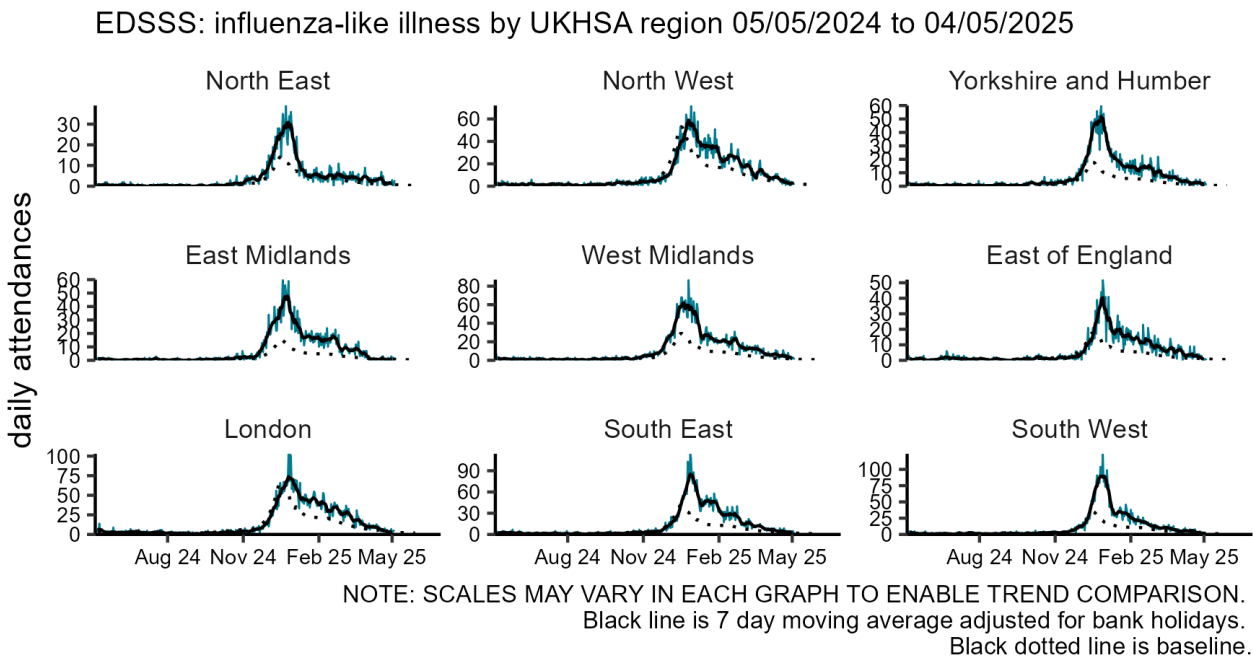 EDSSS: influenza-like illness by UKHSA region 05/05/2024 to 04/05/2025
daily attendances
North East
30
20
10
0
North West
60
40
20
0
Yorkshire and Humber
60
50
40
30
20
10
0
East Midlands
60
50
40
30
20
10
0
West Midlands
80
60
40
20
0
East of England
50
40
30
20
10
0
London
100
75
50
25
0
South East
90
60
30
0
South West
100
75
50
25
0
Aug 24 Nov 24 Feb 25 May 25
Aug 24 Nov 24 Feb 25 May 25
Aug 24 Nov 24 Feb 25 May 25
NOTE: SCALES MAY VARY IN EACH GRAPH TO ENABLE TREND COMPARISON.
Black line is 7 day moving average adjusted for bank holidays.
Black dotted line is baseline.